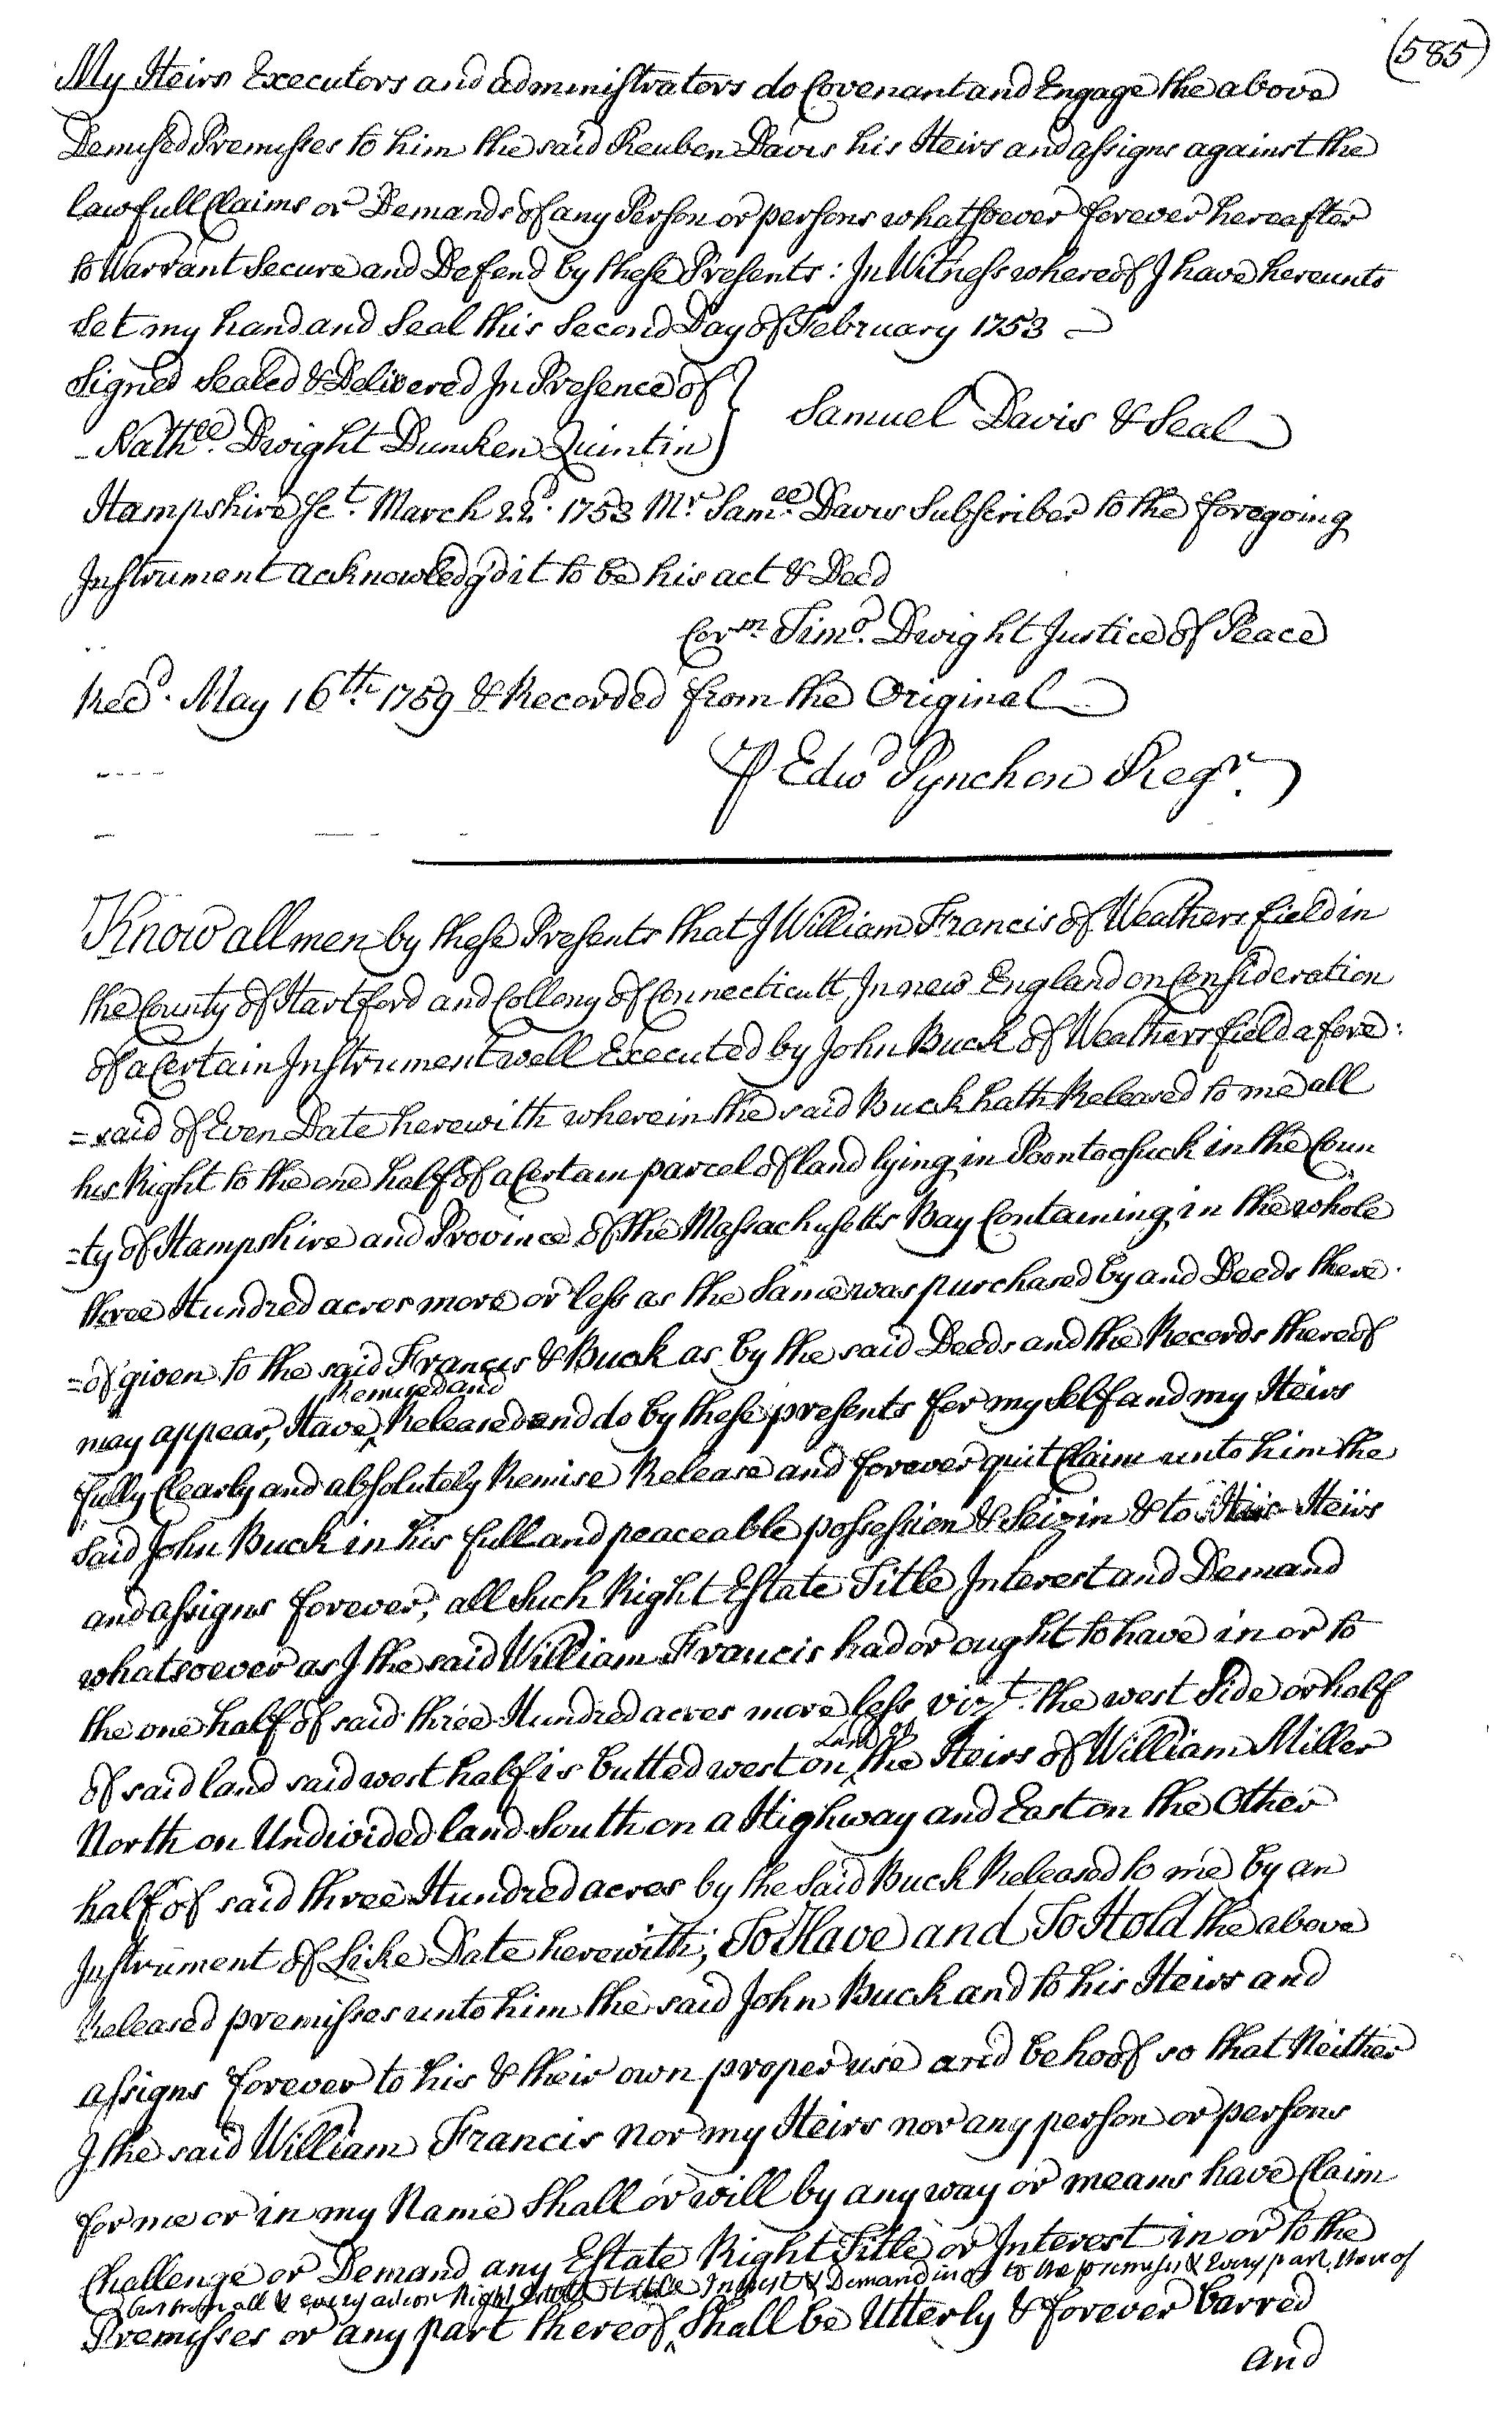 (585)
My Heirs Executors and administrators do Covenant and Engage the above
Demised Premisses to him the said Reuben Davis his Heirs and assigns against the
lawfull Claims or Demands of any Person or persons whatsoever forever hereafter
to Warrant Secure and Defend by these Presents: In Witness whereof I have hereunto
Set my hand and Seal this Second Day of February 1753
Signed Sealed & Delivered In Presence of
Nathll. Dwight Duncken Quintin } Samuel Davis & Seal
Hampshire Sct. March 22d. 1753 Mr Samll. Davis Subscriber to the foregoing
Instrument acknowledg'd it to be his act & Deed
Corm Timo. Dwight Justice of Peace
Recd. May 16th. 1759 & Recorded from the Original
P Edwd Pynchon Regr.
Know all men by these Presents that I William Francis of Weathersfield in
the County of Hartford and Collony of Connecticutt In new England on Consideration
of a Certain Instrument well Executed by John Buck of Weathersfield afore:
=said of Even Date herewith wherein the said Buck hath Released to me all
his Right to the one half of a Certain parcel of land lying in Poontoosuck in the Coun
=ty of Hampshire and Province of the Massachusetts Bay Containing in the whole
three Hundred acres more or less as the Same was purchased by and Deeds there
=of given to the said Francis & Buck as by the said Deeds and the Records thereof
Remised and
may appear, Have ^ Released and do by these presents for my Self and my Heirs
fully Clearly and absolutely Remise Release and forever quit Claim unto him the
Said John Buck in his full and peaceable possession & Seizin & to Heirs
and assigns forever, all Such Right Estate Title Interest and Demand
whatsoever as I the said William Francis had or ought to have in or to
the one half of said three Hundred acres more less vizt. the west Side or half
Land of
of said land said west half is butted west on ^ the Heirs of William Miller
North on Undivided land South on a Highway and East on the Other
half of said three Hundred acres by the Said Buck Released to me by an
Instrument of Like Date herewith; To Have and To Hold the above
Released premisses unto him the said John Buck and to his Heirs and
assigns forever to his & their own proper use and behoof so that Neither
I the said William Francis nor my Heirs nor any person or persons
for me or in my Name Shall or will by any way or means have Claim
Challenge or Demand any Estate Right Title or Interest in or to the
but from all & every action Right Estate title Interest & Demand in or to the premises & Every part thereof
Premisses or any part thereof ^ Shall be Utterly & forever barred
and